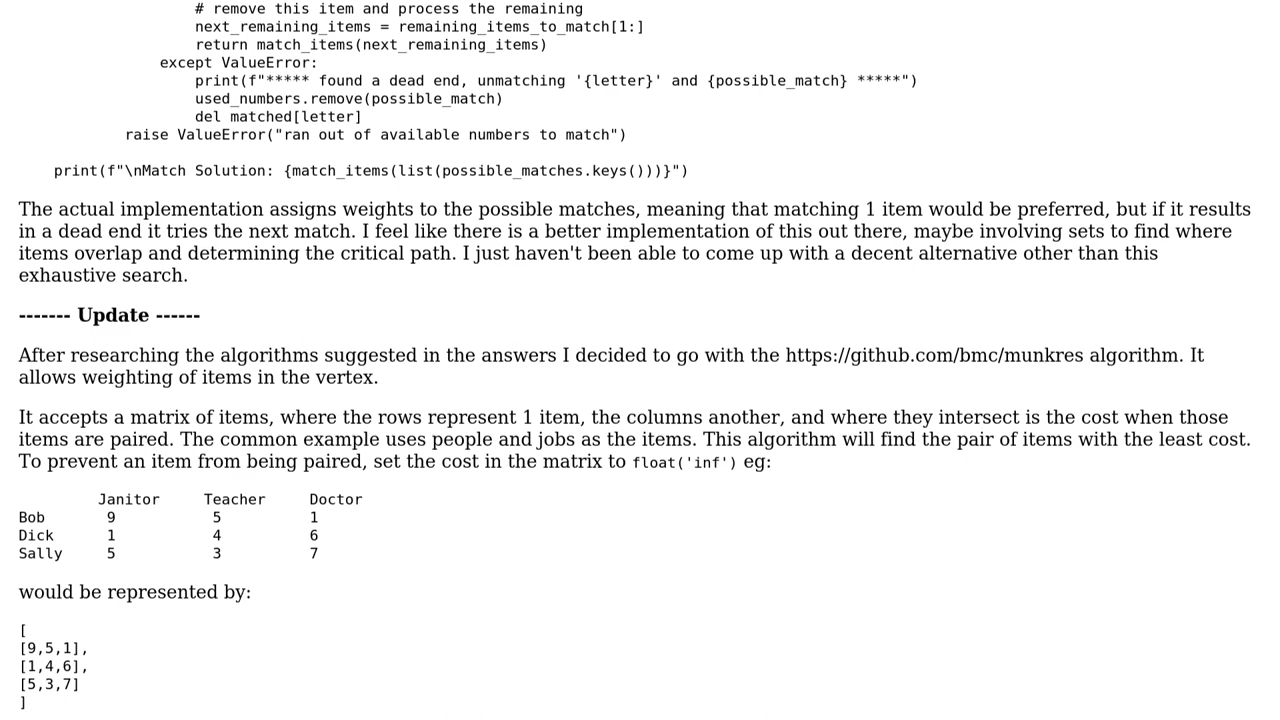 # remove this item and process the remaining
next_remaining_items = remaining_items_to_match[1:]
return match_items(next_remaining_items)
except ValueError:
print(f"***** found a dead end, unmatching '{letter}' and {possible_match} *****")
used_numbers.remove(possible_match)
del matched[letter]
raise ValueError("ran out of available numbers to match")
print(f"\nMatch Solution: {match_items(list(possible_matches.keys()))}")
The actual implementation assigns weights to the possible matches, meaning that matching 1 item would be preferred, but if it results
in a dead end it tries the next match. I feel like there is a better implementation of this out there, maybe involving sets to find where
items overlap and determining the critical path. I just haven't been able to come up with a decent alternative other than this
exhaustive search.
------- Update ------
After researching the algorithms suggested in the answers I decided to go with the https://github.com/bmc/munkres algorithm. It
allows weighting of items in the vertex.
It accepts a matrix of items, where the rows represent 1 item, the columns another, and where they intersect is the cost when those
items are paired. The common example uses people and jobs as the items. This algorithm will find the pair of items with the least cost.
To prevent an item from being paired, set the cost in the matrix to float('inf') eg:
Janitor Teacher Doctor
Bob 9 5 1
Dick 1 4 6
Sally 5 3 7
would be represented by:
[
[9,5,1],
[1,4,6],
[5,3,7]
]